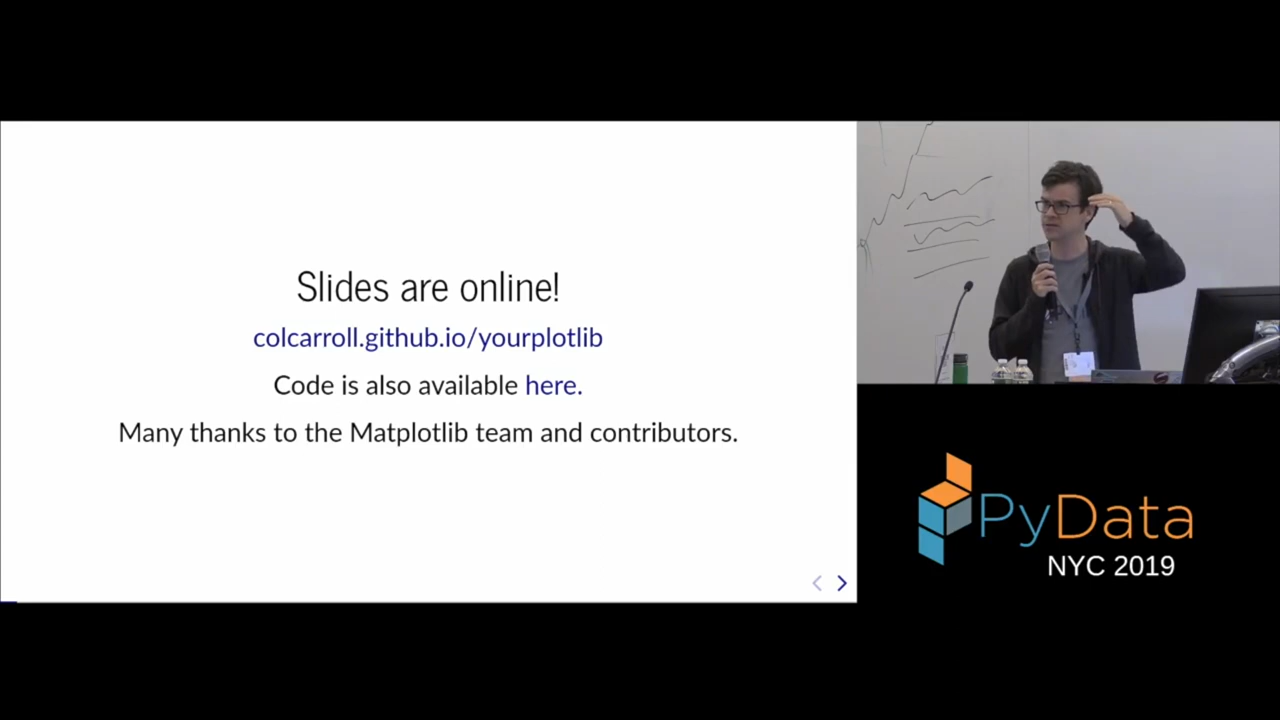 Slides are online!
colcarroll.github.io/yourplotlib
Code is also available here.
Many thanks to the Matplotlib team and contributors.
PyData
NYC 2019